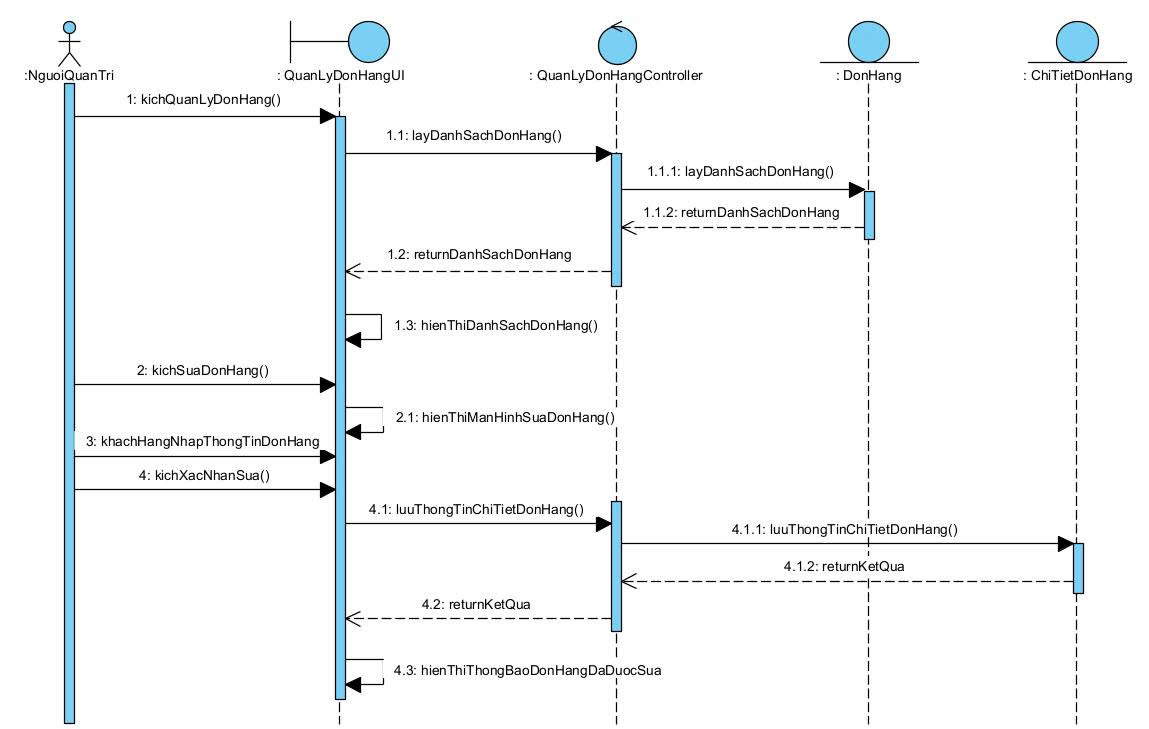 :NguoiQuanTri
: QuanLyDonHangUI
: QuanLyDonHangController
: DonHang
: ChiTietDonHang
1: kichQuanLyDonHang()
1.1: layDanhSachDonHang()
1.1.1: layDanhSachDonHang()
1.1.2: returnDanhSachDonHang
1.2: returnDanhSachDonHang
1.3: hienThiDanhSachDonHang()
2: kichSuaDonHang()
2.1: hienThiManHinhSuaDonHang()
3: khachHangNhapThongTinDonHang
4: kichXacNhanSua()
4.1: luuThongTinChiTietDonHang()
4.1.1: luuThongTinChiTietDonHang()
4.1.2: returnKetQua
4.2: returnKetQua
4.3: hienThiThongBaoDonHangDaDuocSua